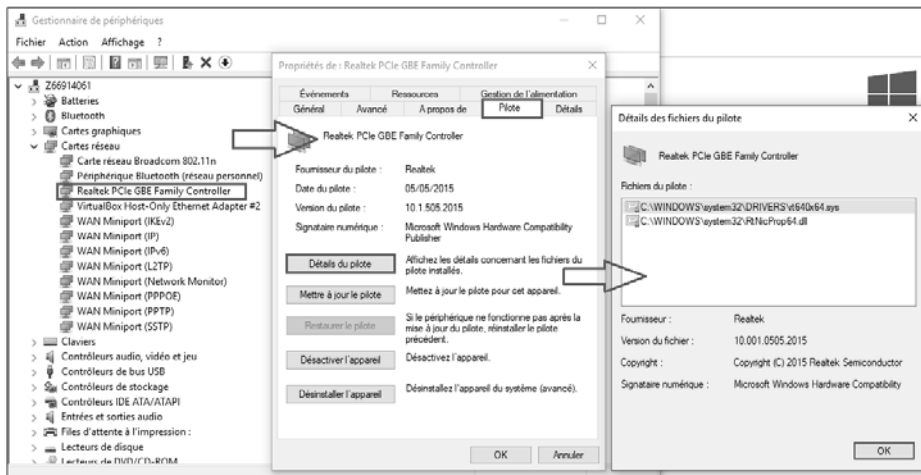 Gestionnaire de périphériques
Fichier Action Affichage ?
Z66914061
Batteries
Bluetooth
Cartes graphiques
Cartes réseau
Carte réseau Broadcom 802.11n
Périphérique Bluetooth (réseau personnel)
Realtek PCIe GBE Family Controller
VirtualBox Host-Only Ethernet Adapter #2
WAN Miniport (IKEv2)
WAN Miniport (IP)
WAN Miniport (IPv6)
WAN Miniport (L2TP)
WAN Miniport (Network Monitor)
WAN Miniport (PPPOE)
WAN Miniport (PPTP)
WAN Miniport (SSTP)
Claviers
Contrôleurs audio, vidéo et jeu
Contrôleurs de bus USB
Contrôleurs de stockage
Contrôleurs IDE ATA/ATAPI
Entrées et sorties audio
Files d'attente à l'impression :
Lecteurs de disque
Lecteurs de DVD/CD-ROM
Propriétés de : Realtek PCIe GBE Family Controller
Événements Ressources Gestion de l'alimentation
Général Avancé A propos de Pilote Détails
Realtek PCIe GBE Family Controller
Fournisseur du pilote : Realtek
Date du pilote : 05/05/2015
Version du pilote : 10.1.505.2015
Signataire numérique : Microsoft Windows Hardware Compatibility
Publisher
Détails du pilote Affichez les détails concernant les fichiers du
pilote installés.
Mettre à jour le pilote Mettez à jour le pilote pour cet appareil.
Restaurer le pilote Si le périphérique ne fonctionne pas après la
mise à jour du pilote, réinstaller le pilote
précédent.
Désactiver l'appareil Désactivez l'appareil.
Désinstaller l'appareil Désinstallez l'appareil du système (avancé).
OK Annuler
Détails des fichiers du pilote
Realtek PCIe GBE Family Controller
Fichiers du pilote :
C:\WINDOWS\system32\DRIVERS\rt640x64.sys
C:\WINDOWS\system32\RtNicProp64.dll
Fournisseur : Realtek
Version du fichier : 10.001.0505.2015
Copyright : Copyright (C) 2015 Realtek Semiconductor
Signataire numérique : Microsoft Windows Hardware Compatibility
OK